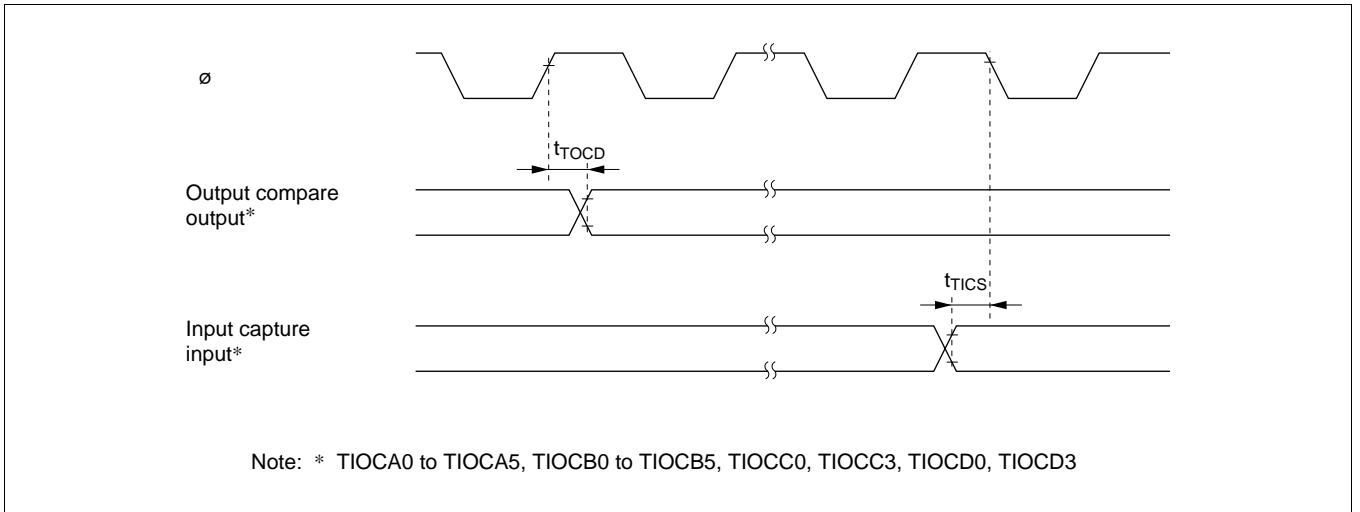 ø
tTOCD
Output compare
output*
tTICS
Input capture
input*
Note: * TIOCA0 to TIOCA5, TIOCB0 to TIOCB5, TIOCC0, TIOCC3, TIOCD0, TIOCD3